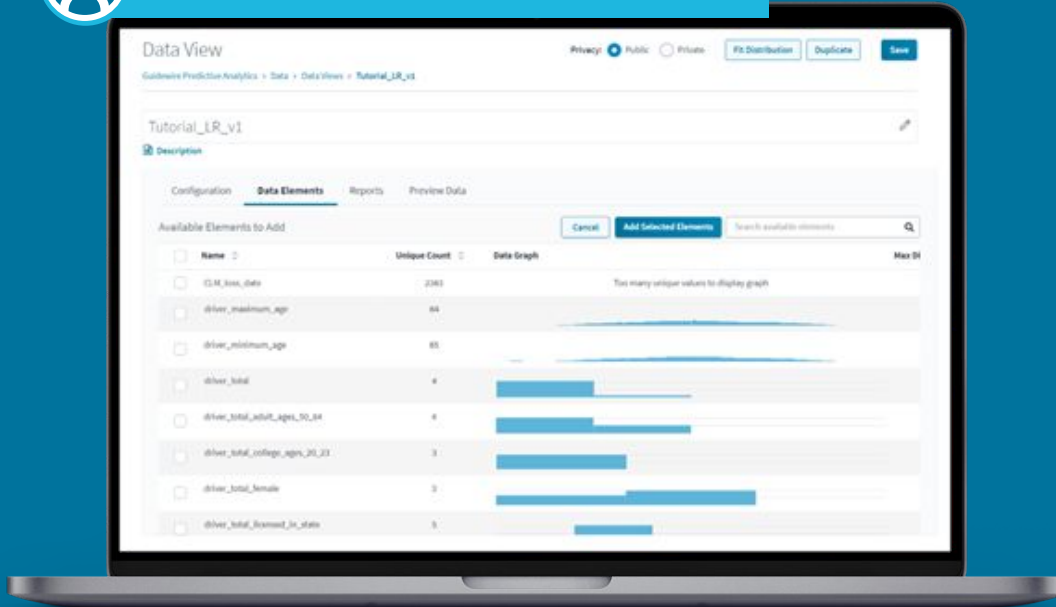 Data View
Privacy: Public Private Fit Distribution Duplicate Save
Guidewire Predictive Analytics > Data > Data Views > Tutorial_LR_v1
Tutorial_LR_v1
Description
Configuration Data Elements Reports Preview Data
Available Elements to Add Cancel Add Selected Elements Search available elements
Name Unique Count Data Graph Max Di
CLM_loss_date Too many unique values to display graph
driver_maximum_age
driver_minimum_age 85
driver_total 4
driver_total_adult_ages_50_64
driver_total_college_ages_20_23 3
driver_total_female 3
driver_total_licensed_in_state 5